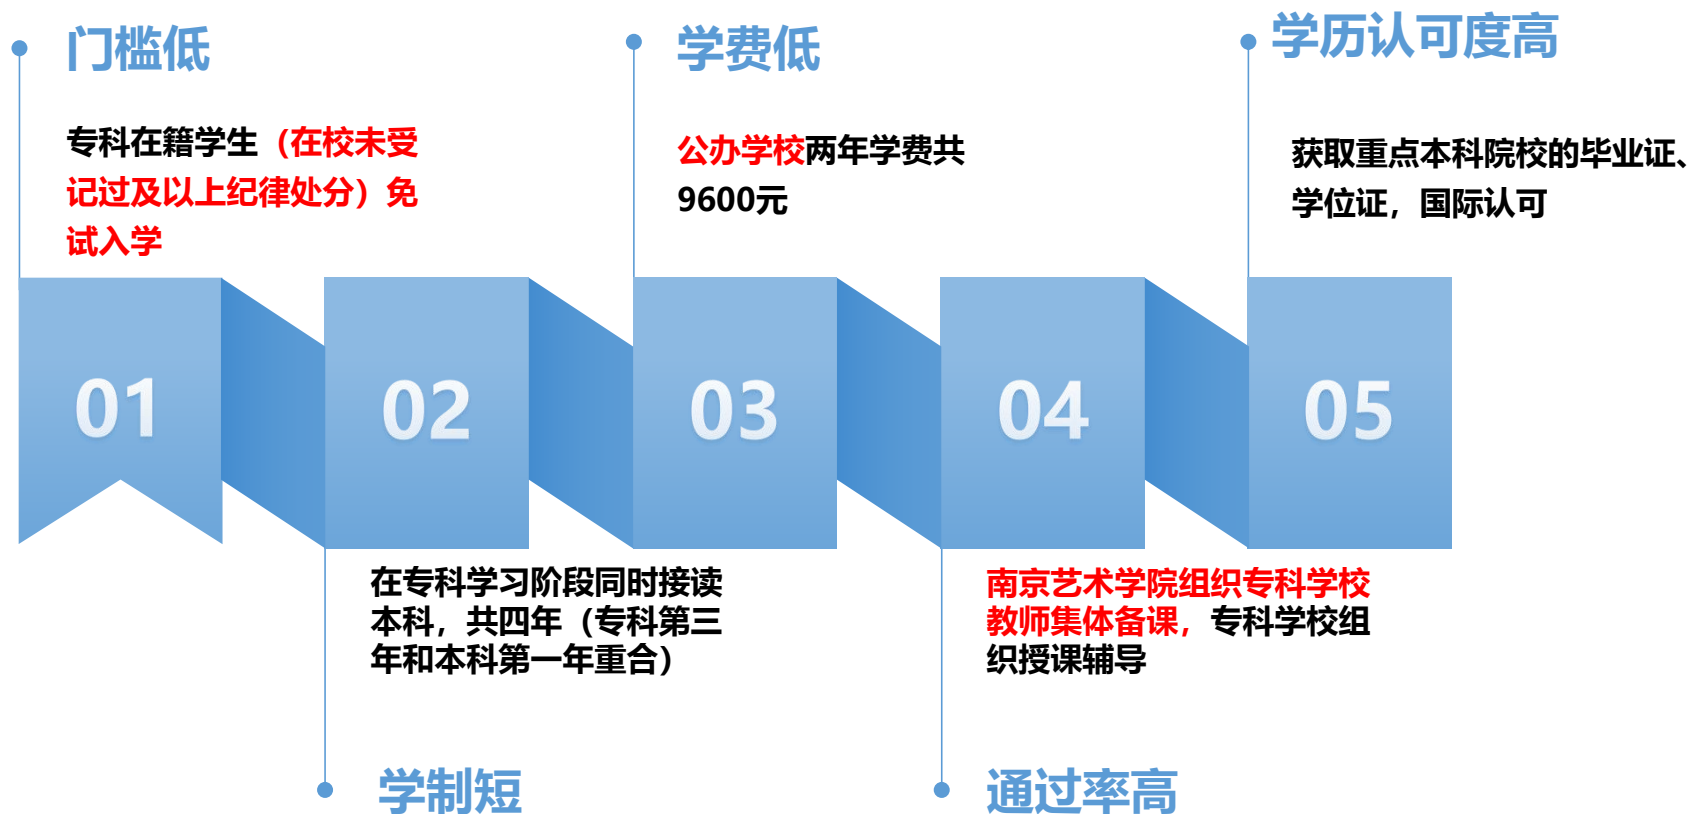 门槛低
专科在籍学生（在校未受
记过及以上纪律处分）免
试入学
学费低
公办学校两年学费共
9600元
学历认可度高
获取重点本科院校的毕业证、
学位证，国际认可
01
02
03
04
05
在专科学习阶段同时接读
本科，共四年（专科第三
年和本科第一年重合）
学制短
南京艺术学院组织专科学校
教师集体备课，专科学校组
织授课辅导
通过率高